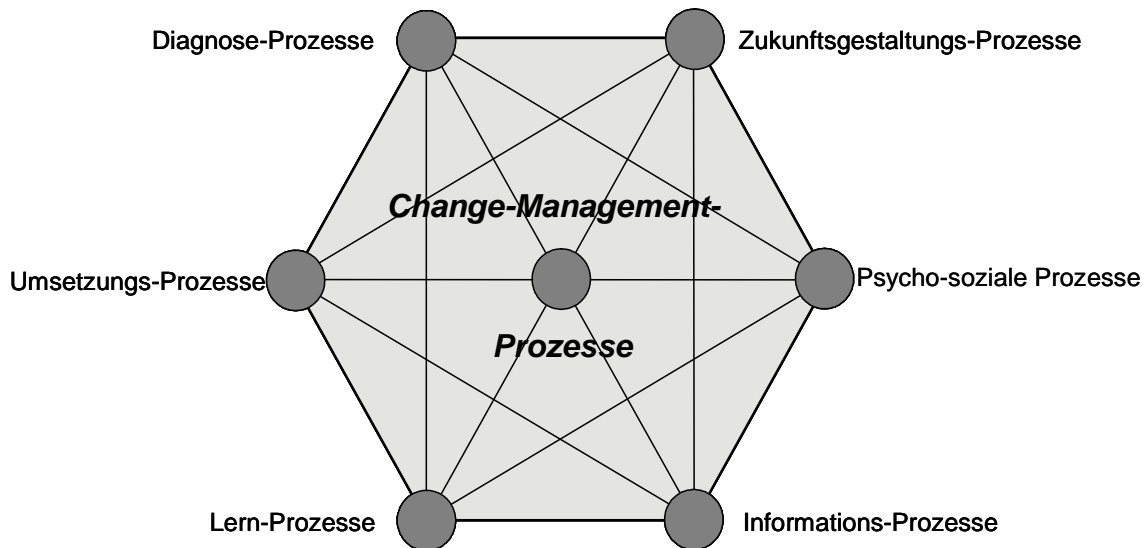 Diagnose-Prozesse
Zukunftsgestaltungs-Prozesse
Change-Management-
Umsetzungs-Prozesse
Psycho-soziale Prozesse
Prozesse
Lern-Prozesse
Informations-Prozesse